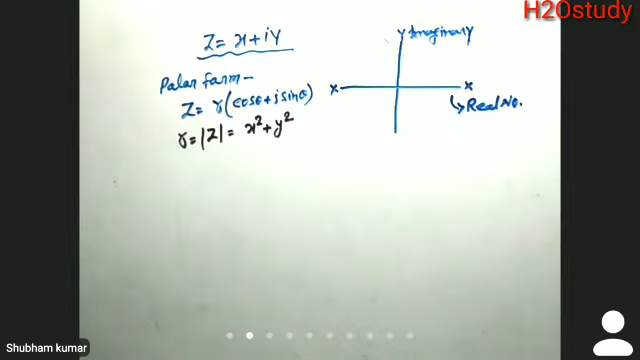 H2Ostudy
Z = x + iy
Y Imaginary
Polar form -
X
X
Z = r (cosθ + i sinθ)
Real No.
r = |Z| = x² + y²
Shubham kumar